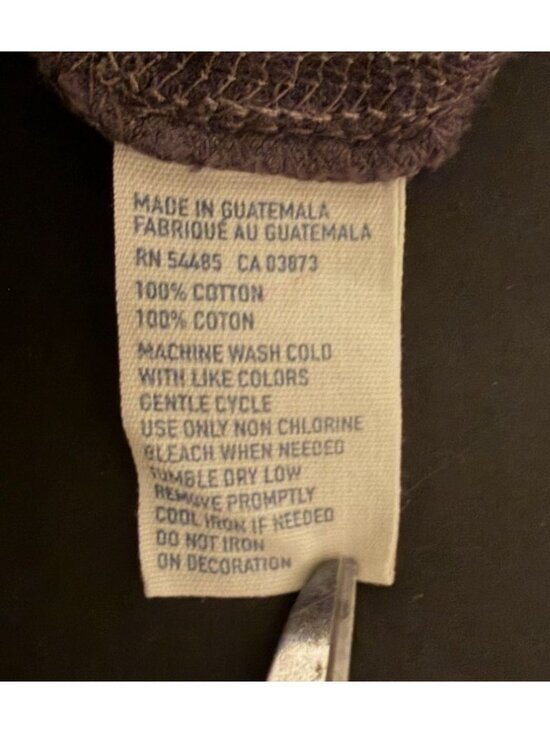 MADE IN GUATEMALA
FABRIQUÉ AU GUATEMALA
RN 54485 CA 03873
100% COTTON
100% COTON
MACHINE WASH COLD
WITH LIKE COLORS
GENTLE CYCLE
USE ONLY NON CHLORINE
BLEACH WHEN NEEDED
TUMBLE DRY LOW
REMOVE PROMPTLY
COOL IRON IF NEEDED
DO NOT IRON
ON DECORATION